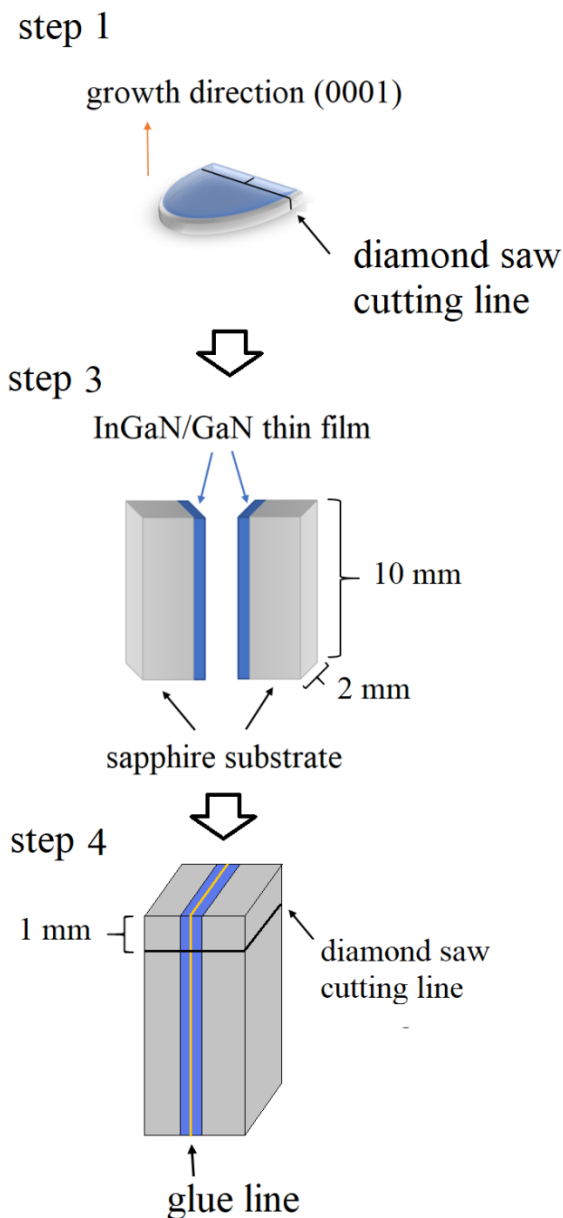 step 1
growth direction (0001)
diamond saw
cutting line
step 3
InGaN/GaN thin film
10 mm
2 mm
sapphire substrate
step 4
1 mm
diamond saw
cutting line
glue line